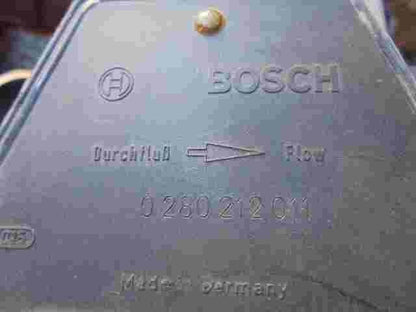 BOSCH
Durchfluß Flow
0 280 212 011
Made in Germany